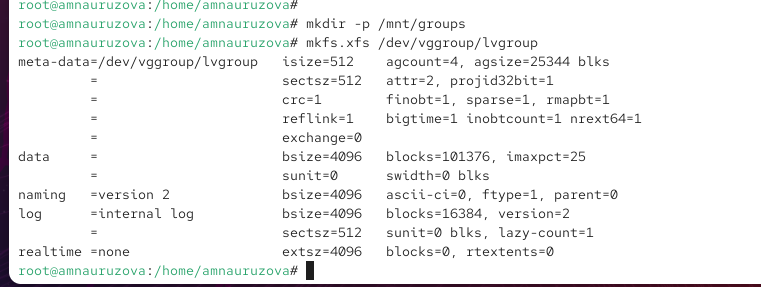 root@amnauruzova:/home/amnauruzova#
root@amnauruzova:/home/amnauruzova# mkdir -p /mnt/groups
root@amnauruzova:/home/amnauruzova# mkfs.xfs /dev/vggroup/lvgroup
meta-data=/dev/vggroup/lvgroup   isize=512    agcount=4, agsize=25344 blks
         =                       sectsz=512   attr=2, projid32bit=1
         =                       crc=1        finobt=1, sparse=1, rmapbt=1
         =                       reflink=1    bigtime=1 inobtcount=1 nrext64=1
         =                       exchange=0
data     =                       bsize=4096   blocks=101376, imaxpct=25
         =                       sunit=0      swidth=0 blks
naming   =version 2              bsize=4096   ascii-ci=0, ftype=1, parent=0
log      =internal log           bsize=4096   blocks=16384, version=2
         =                       sectsz=512   sunit=0 blks, lazy-count=1
realtime =none                   extsz=4096   blocks=0, rtextents=0
root@amnauruzova:/home/amnauruzova#